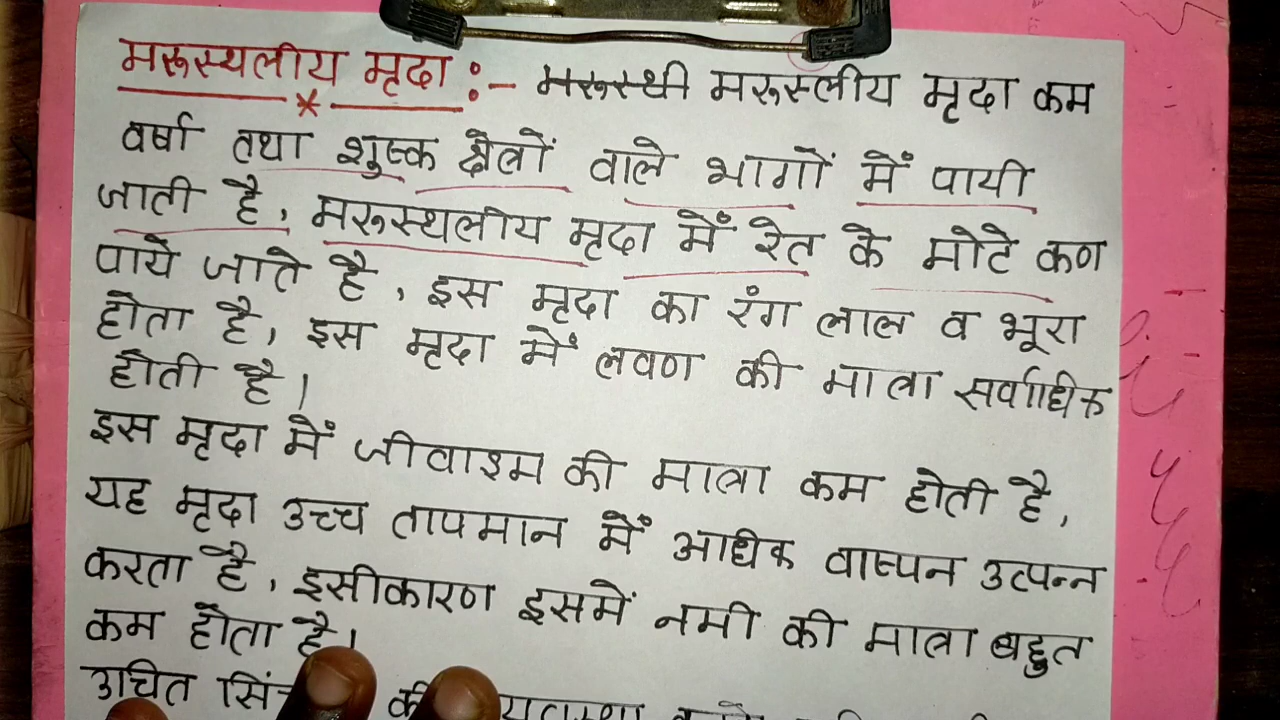 मरूस्थलीय मृदा :- मरूस्थी मरूस्लीय मृदा कम
वर्षा तथा शुष्क क्षेत्रों वाले भागों में पायी
जाती है, मरूस्थलीय मृदा में रेत के मोटे कण
पाये जाते है, इस मृदा का रंग लाल व भूरा
होता है, इस मृदा में लवण की मात्रा सर्वाधिक
होती है।
इस मृदा में जीवाश्म की मात्रा कम होती है,
यह मृदा उच्च तापमान में अधिक वाष्पन उत्पन्न
करता है, इसीकारण इसमें नमी की मात्रा बहुत
कम होता है।
उचित की